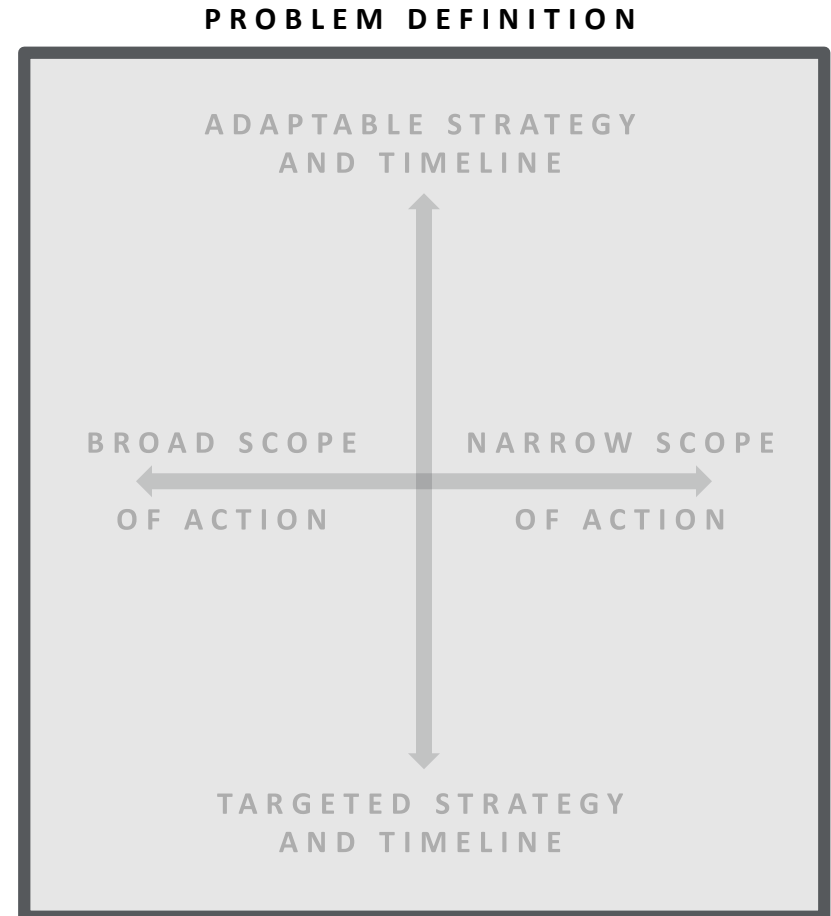 PROBLEM DEFINITION
ADAPTABLE STRATEGY
AND TIMELINE
BROAD SCOPE
OF ACTION
NARROW SCOPE
OF ACTION
TARGETED STRATEGY
AND TIMELINE